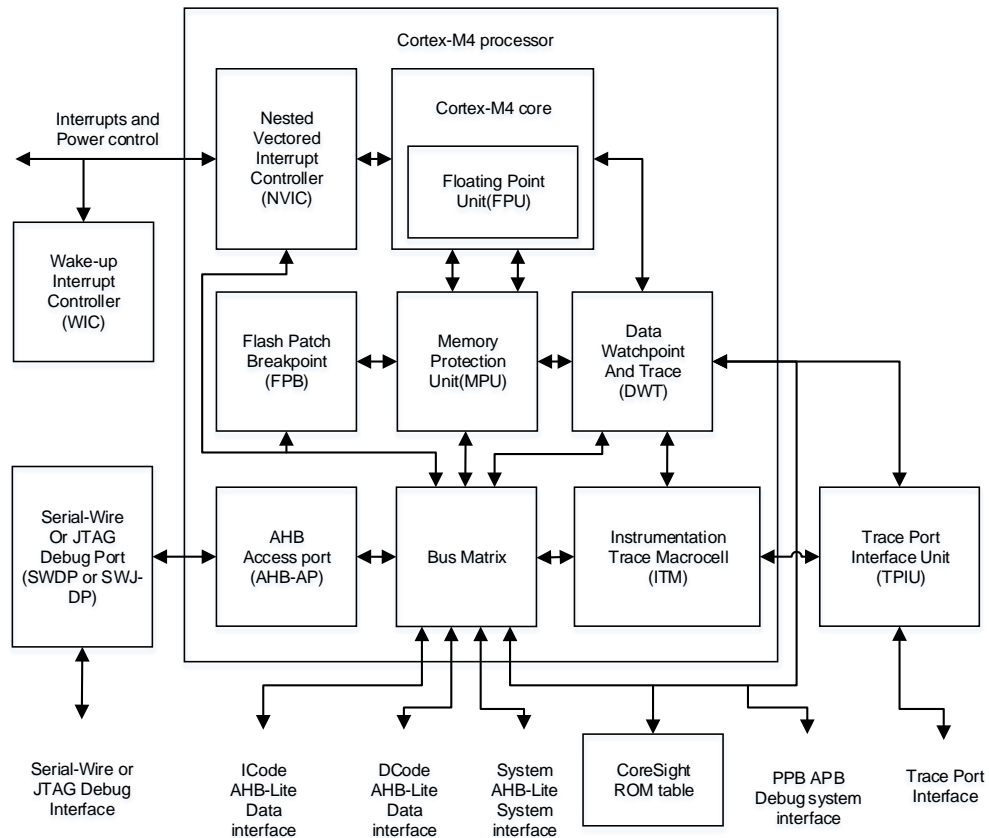 Cortex-M4 processor
Interrupts and
Power control
Nested
Vectored
Interrupt
Controller
(NVIC)
Cortex-M4 core
Floating Point
Unit(FPU)
Wake-up
Interrupt
Controller
(WIC)
Flash Patch
Breakpoint
(FPB)
Memory
Protection
Unit(MPU)
Data
Watchpoint
And Trace
(DWT)
Serial-Wire
Or JTAG
Debug Port
(SWDP or SWJ-
DP)
AHB
Access port
(AHB-AP)
Bus Matrix
Instrumentation
Trace Macrocell
(ITM)
Trace Port
Interface Unit
(TPIU)
Serial-Wire or
JTAG Debug
Interface
ICode
AHB-Lite
Data
interface
DCode
AHB-Lite
Data
interface
System
AHB-Lite
System
interface
CoreSight
ROM table
PPB APB
Debug system
interface
Trace Port
Interface